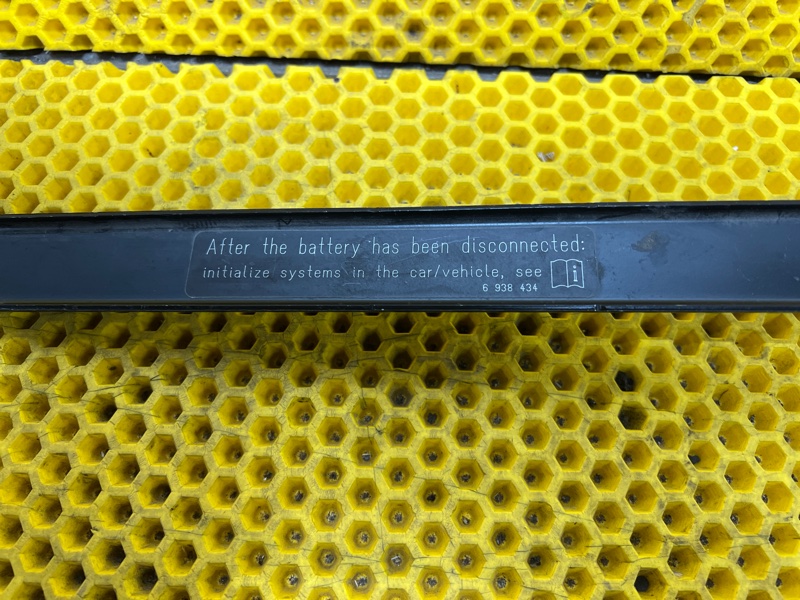 After the battery has been disconnected:
initialize systems in the car/vehicle, see
6 938 434